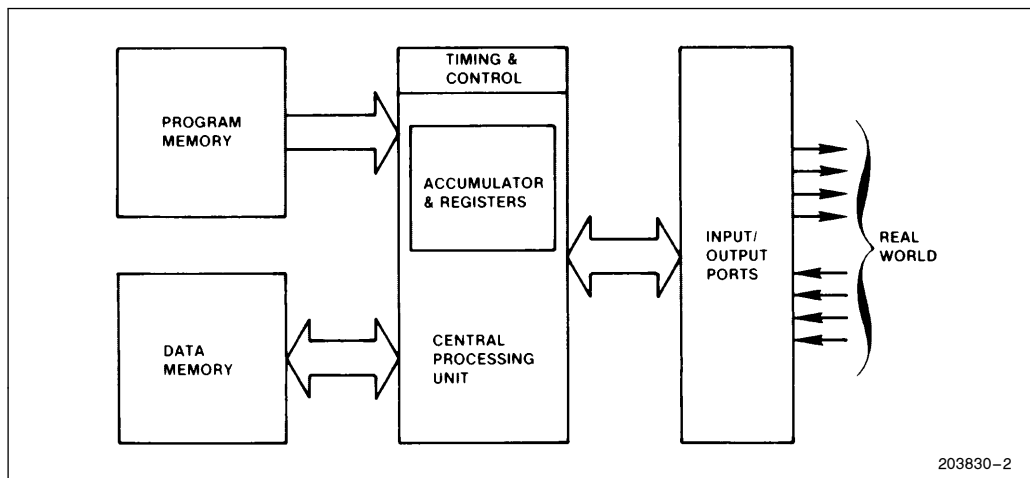 PROGRAM
MEMORY
DATA
MEMORY
TIMING &
CONTROL
ACCUMULATOR
& REGISTERS
CENTRAL
PROCESSING
UNIT
INPUT/
OUTPUT
PORTS
REAL
WORLD
203830–2